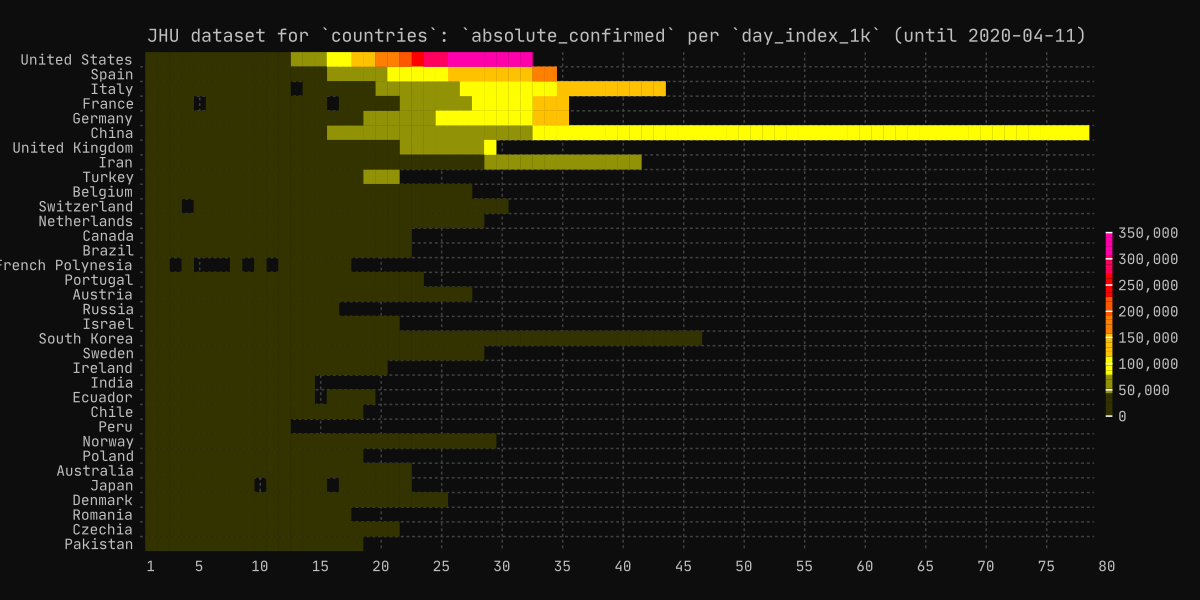 JHU dataset for `countries`: `absolute_confirmed` per `day_index_1k` (until 2020-04-11)
United States
Spain
Italy
France
Germany
China
United Kingdom
Iran
Turkey
Belgium
Switzerland
Netherlands
Canada
Brazil
French Polynesia
Portugal
Austria
Russia
Israel
South Korea
Sweden
Ireland
India
Ecuador
Chile
Peru
Norway
Poland
Australia
Japan
Denmark
Romania
Czechia
Pakistan
350,000
300,000
250,000
200,000
150,000
100,000
50,000
0
1 5 10 15 20 25 30 35 40 45 50 55 60 65 70 75 80